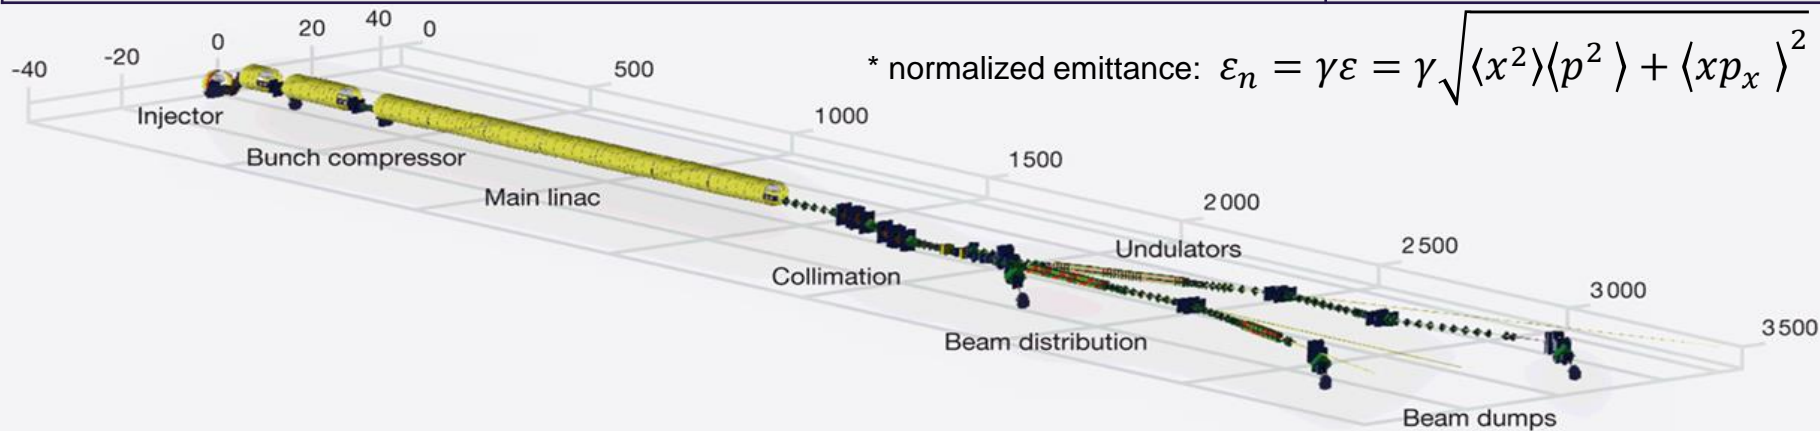 -40 -20 0 20 40 0
500
* normalized emittance: 𝜀ₙ = 𝛾𝜀 = 𝛾√(⟨x²⟩⟨p²⟩ + ⟨xpₓ⟩²)
Injector
1000
Bunch compressor
1500
Main linac
2000
Undulators
2500
Collimation
3000
Beam distribution
3500
Beam dumps